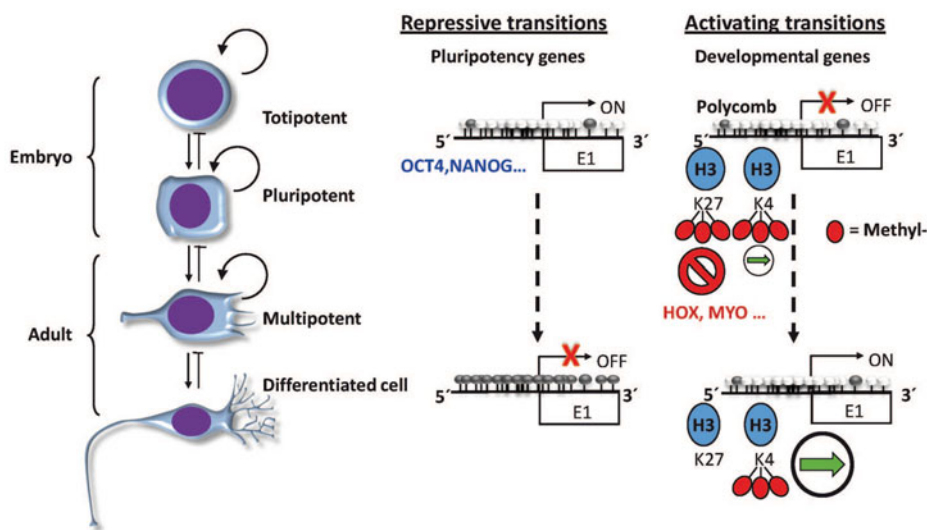 Embryo
Adult
Totipotent
Pluripotent
Multipotent
Differentiated cell
Repressive transitions
Pluripotency genes
ON
5´
3´
E1
OCT4,NANOG...
OFF
X
5´
3´
E1
Activating transitions
Developmental genes
Polycomb
X
OFF
5´
3´
E1
H3
H3
K27
K4
= Methyl-
HOX, MYO ...
ON
5´
3´
E1
H3
H3
K27
K4